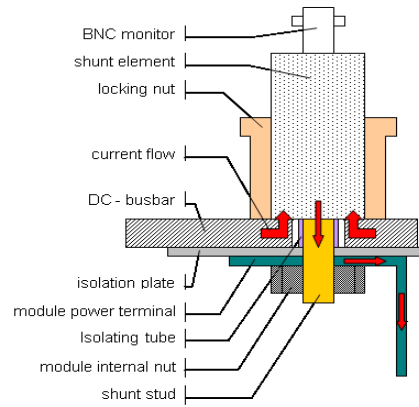 BNC monitor
shunt element
locking nut
current flow
DC - busbar
isolation plate
module power terminal
Isolating tube
module internal nut
shunt stud